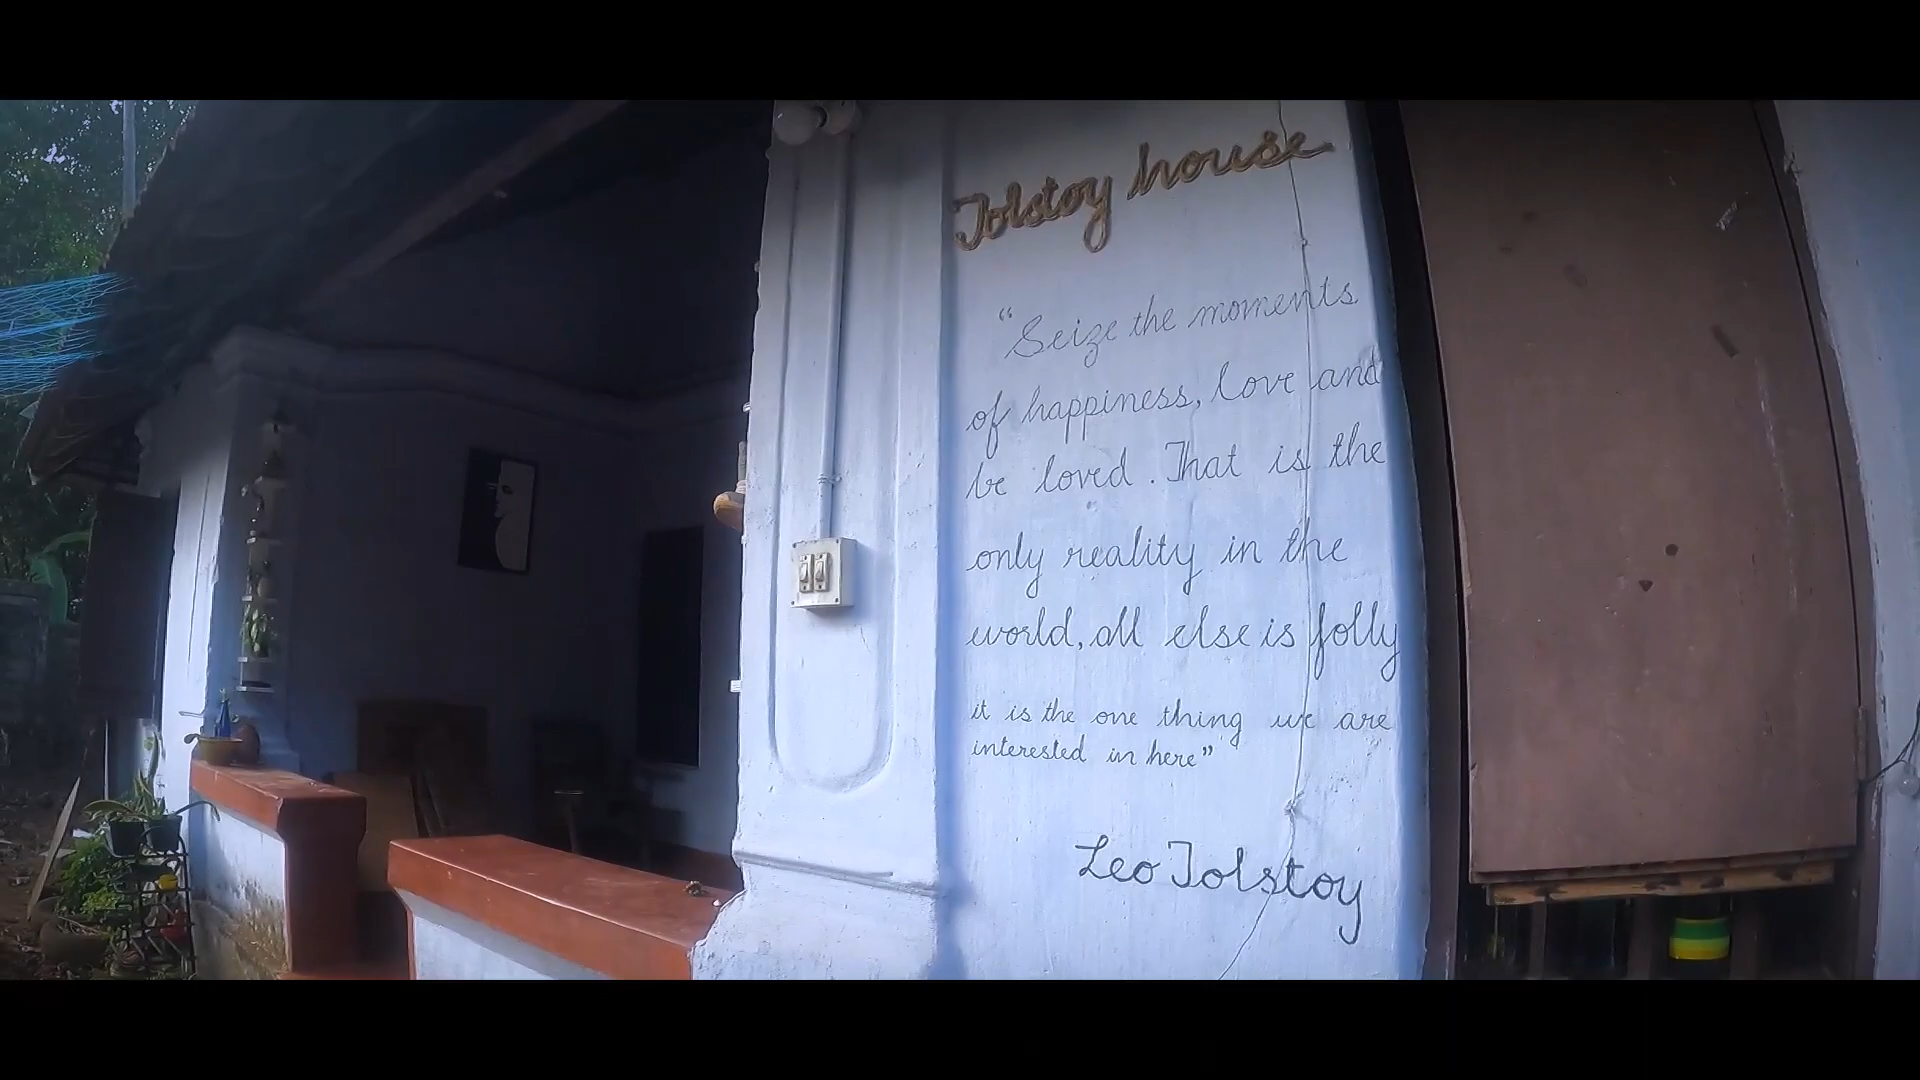 Tolstoy house
“Seize the moments
of happiness, love and
be loved. That is the
only reality in the
world, all else is folly
it is the one thing we are
interested in here”
Leo Tolstoy